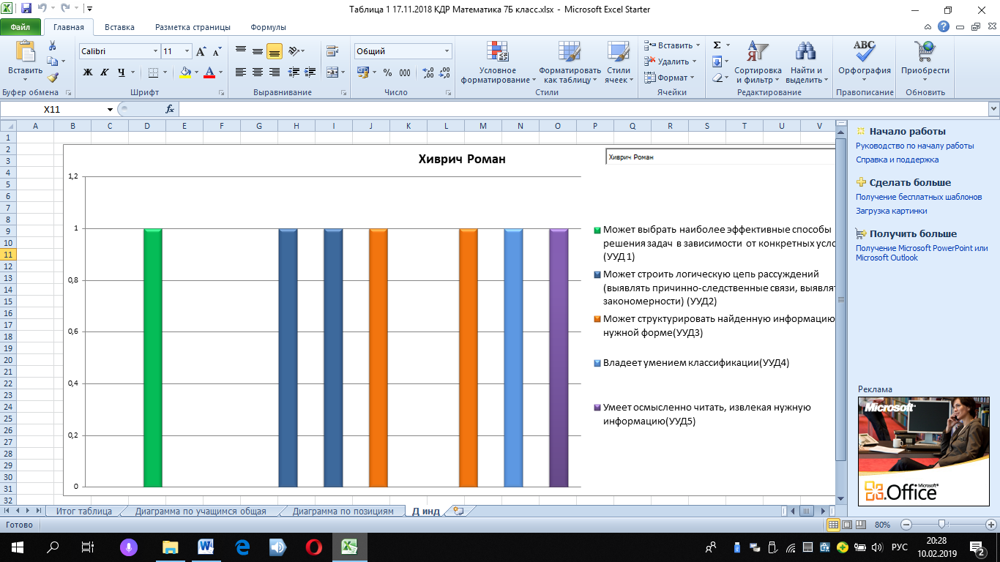 Таблица 1 17.11.2018 КДР Математика 7Б класс.xlsx - Microsoft Excel Starter
Файл Главная Вставка Разметка страницы Формулы
Вставить
Буфер обмена
Calibri 11
Ж К Ч
Шрифт
Выравнивание
Общий
% 000
Число
Условное форматирование
Форматировать как таблицу
Стили ячеек
Стили
Вставить
Удалить
Формат
Ячейки
Сортировка и фильтр
Найти и выделить
Редактирование
Орфография
Правописание
Приобрести
Обновить
X11
A B C D E F G H I J K L M N O P Q R S T U V
1
2
3
4
5
6
7
8
9
10
11
12
13
14
15
16
17
18
19
20
21
22
23
24
25
26
27
28
29
30
31
32
Хиврич Роман
Хиврич Роман
1,2
1
0,8
0,6
0,4
0,2
0
Может выбрать наиболее эффективные способы
решения задач в зависимости от конкретных усло
(УУД 1)
Может строить логическую цепь рассуждений
(выявлять причинно-следственные связи, выявлят
закономерности) (УУД2)
Может структурировать найденную информацию
нужной форме(УУД3)
Владеет умением классификации(УУД4)
Умеет осмысленно читать, извлекая нужную
информацию(УУД5)
Начало работы
Руководство по началу работы
Справка и поддержка
Сделать больше
Получение бесплатных шаблонов
Загрузка картинки
Получить больше
Получение Microsoft PowerPoint или
Microsoft Outlook
Реклама
Microsoft
Microsoft
Office
Итог таблица Диаграмма по учащимся общая Диаграмма по позициям Д инд
Готово
80%
РУС
20:28
10.02.2019
2